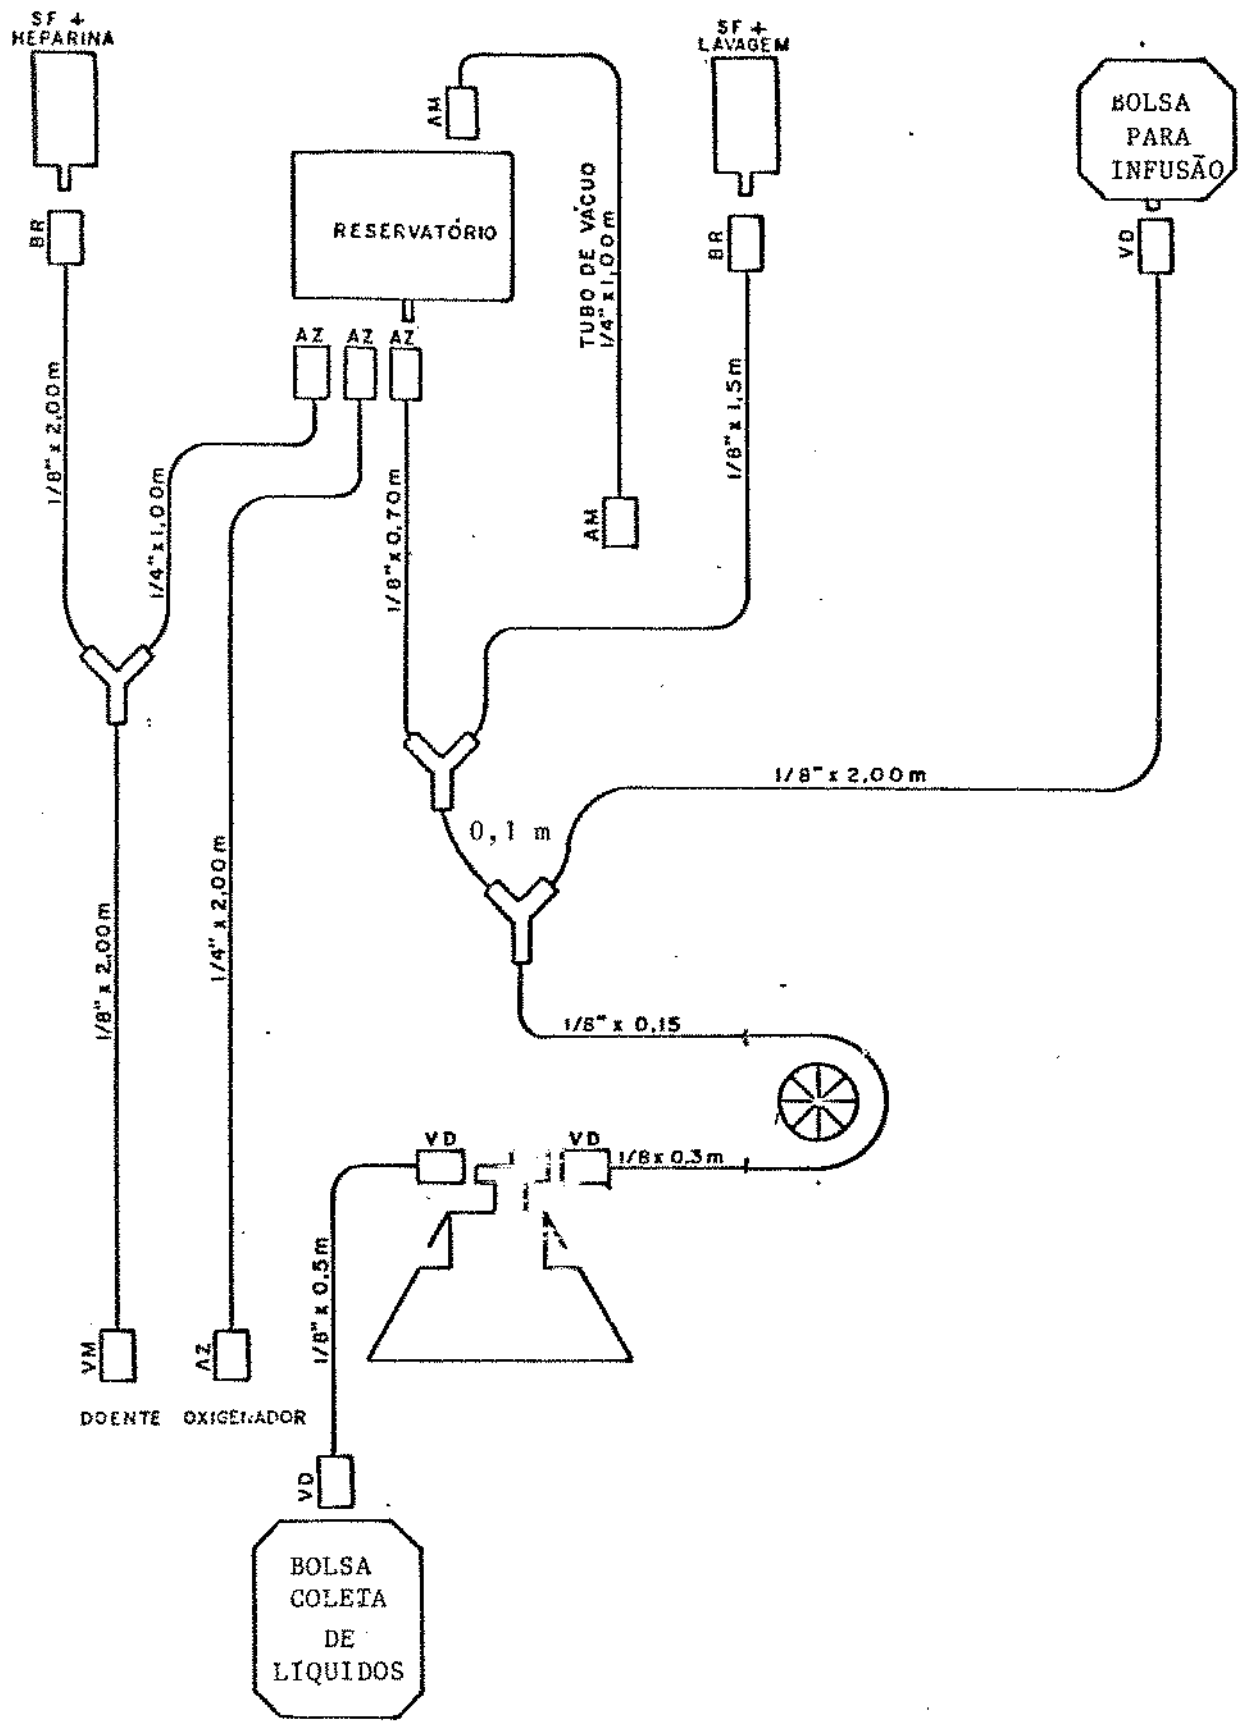 SF +
HEPARINA
BR
1/8" x 2,00m
1/4" x 1,00m
AM
RESERVATÓRIO
AZ
AZ
AZ
TUBO DE VÁCUO
1/4" x 1,00m
AM
SF +
LAVAGEM
BR
1/8" x 1,5m
BOLSA
PARA
INFUSÃO
VD
1/8" x 0,70m
1/8" x 2,00m
0,1 m
1/8" x 2,00m
1/4" x 2,00m
1/8" x 0,15
VD
VD
1/8 x 0,3m
1/8" x 0,5m
VM
AZ
DOENTE
OXIGENADOR
VD
BOLSA
COLETA
DE
LÍQUIDOS